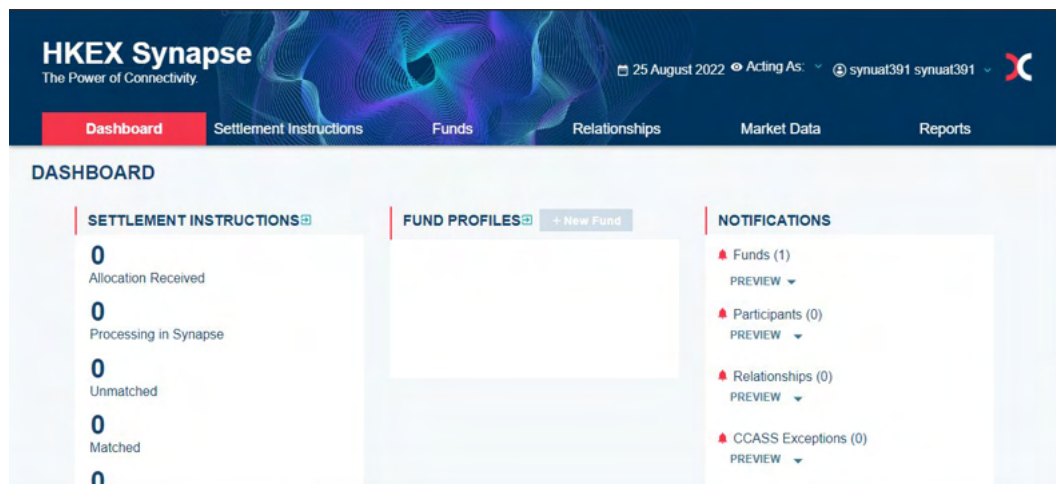 HKEX Synapse
The Power of Connectivity.
25 August 2022 Acting As: synuat391 synuat391
Dashboard Settlement Instructions Funds Relationships Market Data Reports
DASHBOARD
SETTLEMENT INSTRUCTIONS
0
Allocation Received
0
Processing in Synapse
0
Unmatched
0
Matched
0
FUND PROFILES + New Fund
NOTIFICATIONS
Funds (1)
PREVIEW
Participants (0)
PREVIEW
Relationships (0)
PREVIEW
CCASS Exceptions (0)
PREVIEW